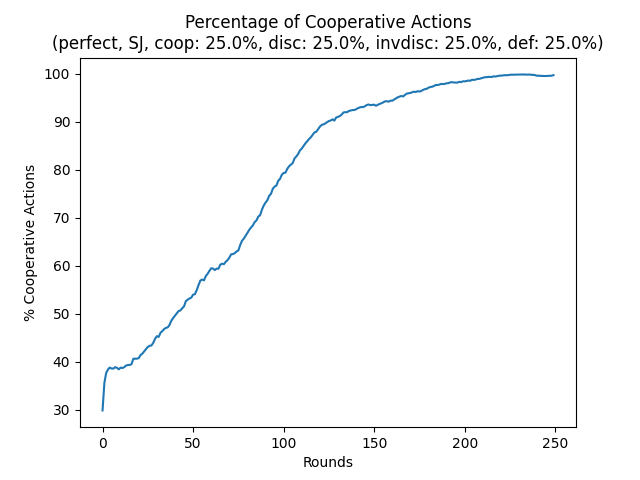 Percentage of Cooperative Actions
(perfect, SJ, coop: 25.0%, disc: 25.0%, invdisc: 25.0%, def: 25.0%)
100
90
80
70
60
50
40
30
% Cooperative Actions
0 50 100 150 200 250
Rounds